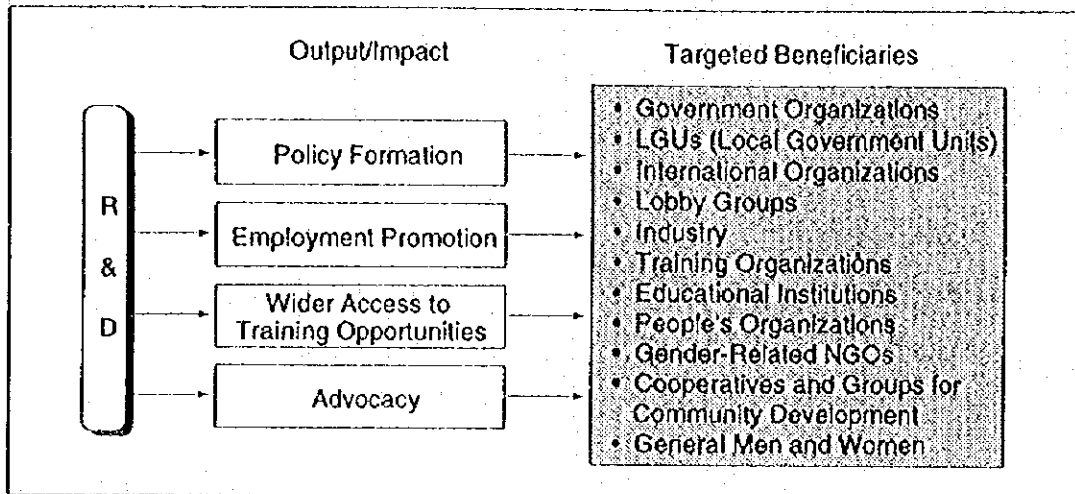 Output/Impact
Targeted Beneficiaries
R
&
D
Policy Formation
Employment Promotion
Wider Access to
Training Opportunities
Advocacy
• Government Organizations
• LGUs (Local Government Units)
• International Organizations
• Lobby Groups
• Industry
• Training Organizations
• Educational Institutions
• People's Organizations
• Gender-Related NGOs
• Cooperatives and Groups for
Community Development
• General Men and Women